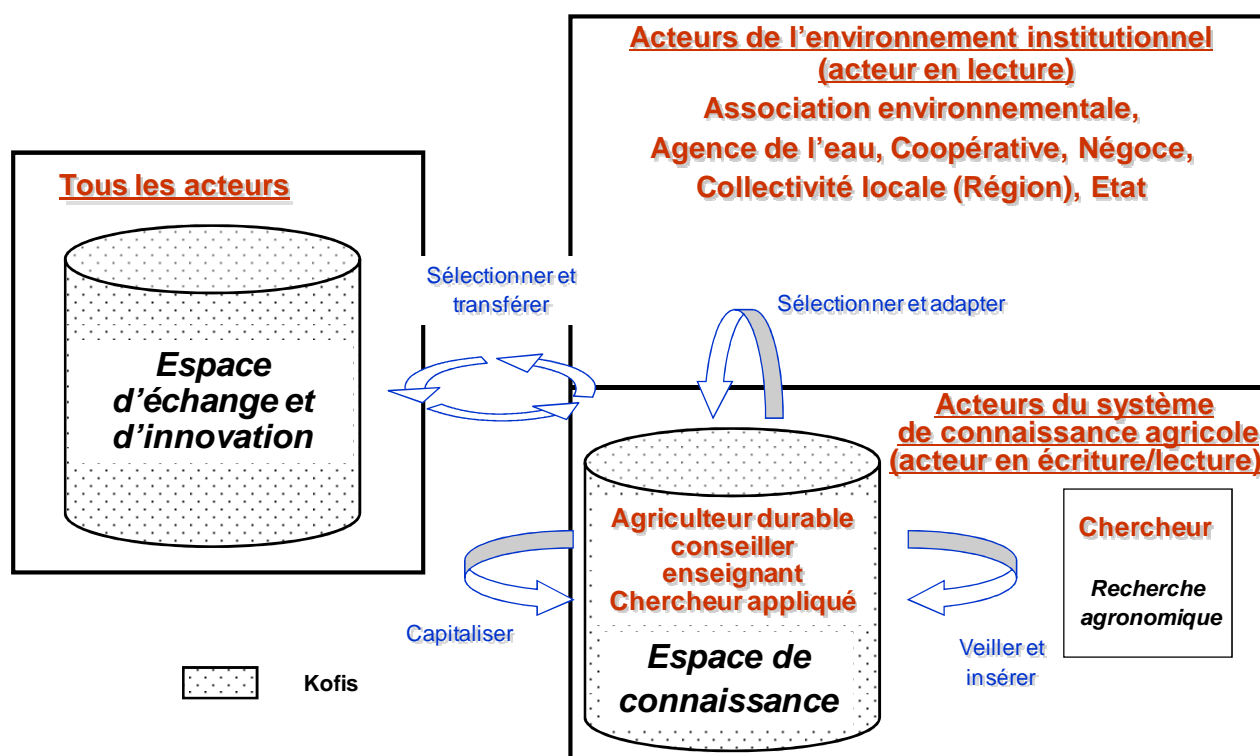 Acteurs de l’environnement institutionnel
(acteur en lecture)
Association environnementale,
Agence de l’eau, Coopérative, Négoce,
Collectivité locale (Région), Etat
Tous les acteurs
Espace
d’échange et
d’innovation
Sélectionner et
transférer
Sélectionner et adapter
Acteurs du système
de connaissance agricole
(acteur en écriture/lecture)
Agriculteur durable
conseiller
enseignant
Chercheur appliqué
Espace de
connaissance
Capitaliser
Veiller et
insérer
Chercheur
Recherche
agronomique
Kofis